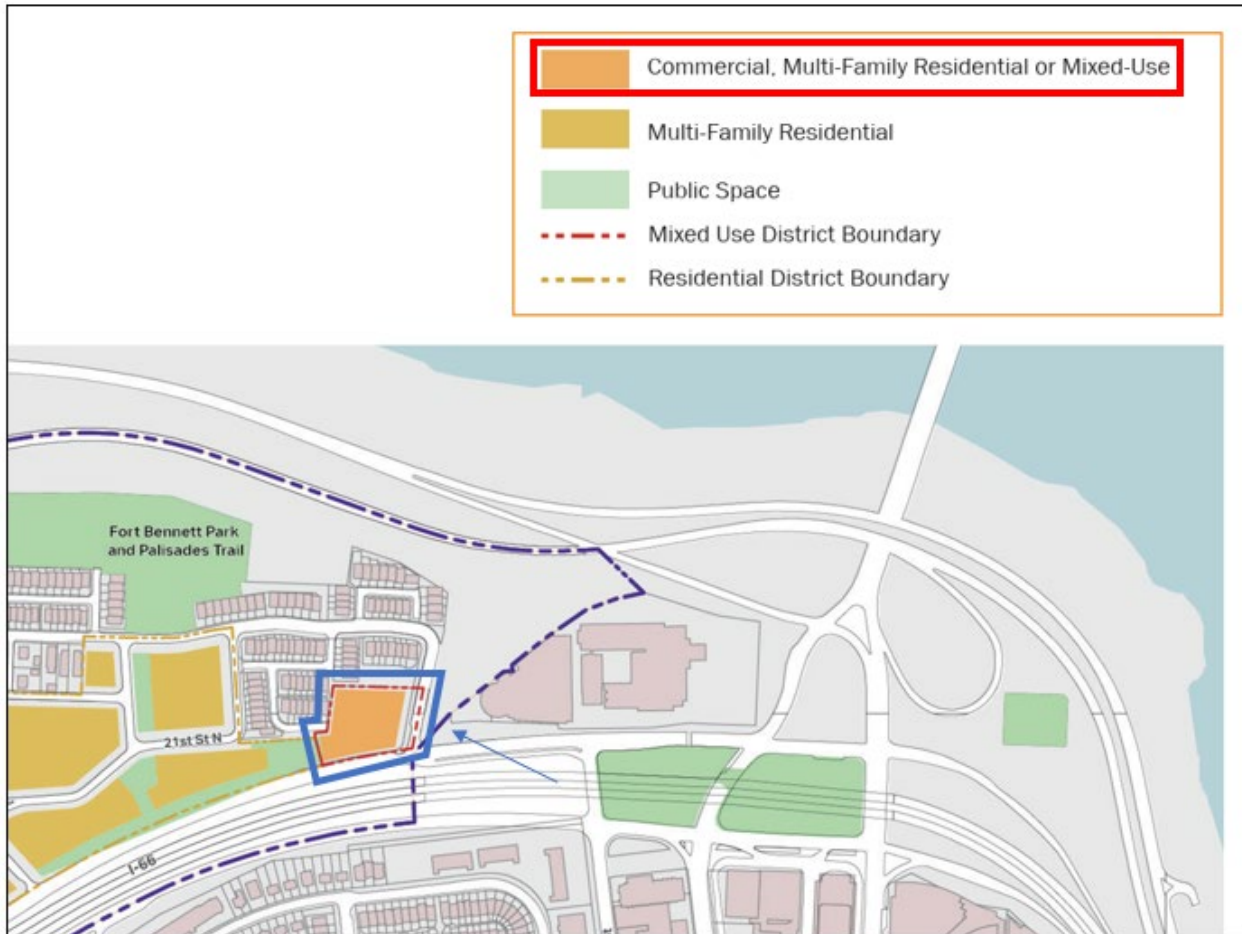 Commercial, Multi-Family Residential or Mixed-Use
Multi-Family Residential
Public Space
Mixed Use District Boundary
Residential District Boundary
Fort Bennett Park
and Palisades Trail
21st St N
I-66